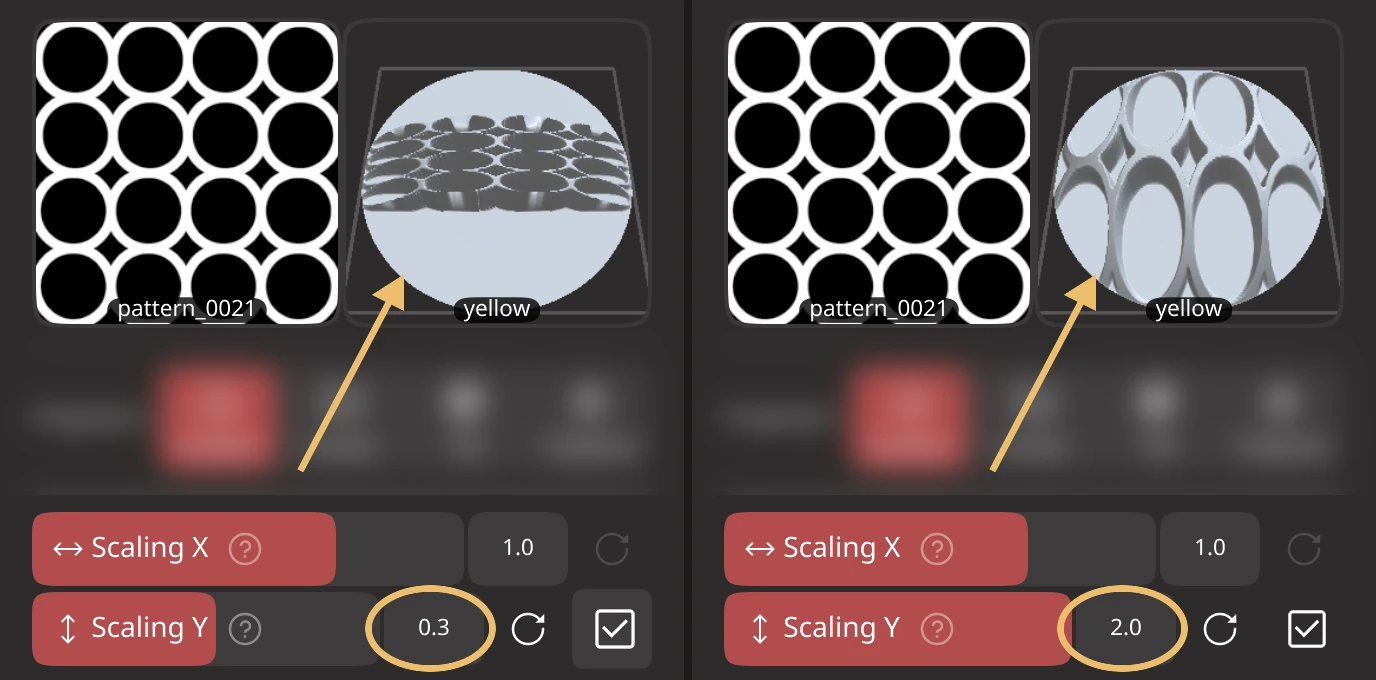 pattern_0021
yellow
Scaling X ? 1.0
Scaling Y ? 0.3
pattern_0021
yellow
Scaling X ? 1.0
Scaling Y ? 2.0